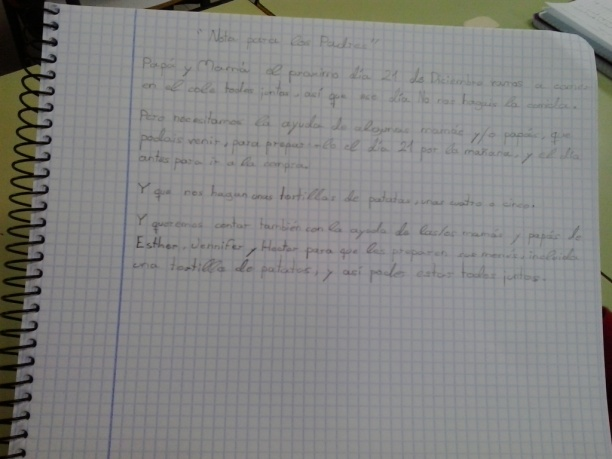 "Nota para los Padres"
Papá y Mamá el proximo día 21 de Diciembre vamos a comer
en el cole todos juntos, así que ese día no nos hagáis la comida.
Pero necesitamos la ayuda de algunas mamás y/o papás, que
podais venir, para prepararlo el día 21 por la mañana, y el día
antes para ir a la compra.
Y que nos hagan unas tortillas de patatas, unas cuatro o cinco.
Y queremos contar también con la ayuda de las mamás y papás de
Esther, Jennifer, para que les preparen sus menús, incluida
una tortilla de patatas, y así poder estar todos juntos.